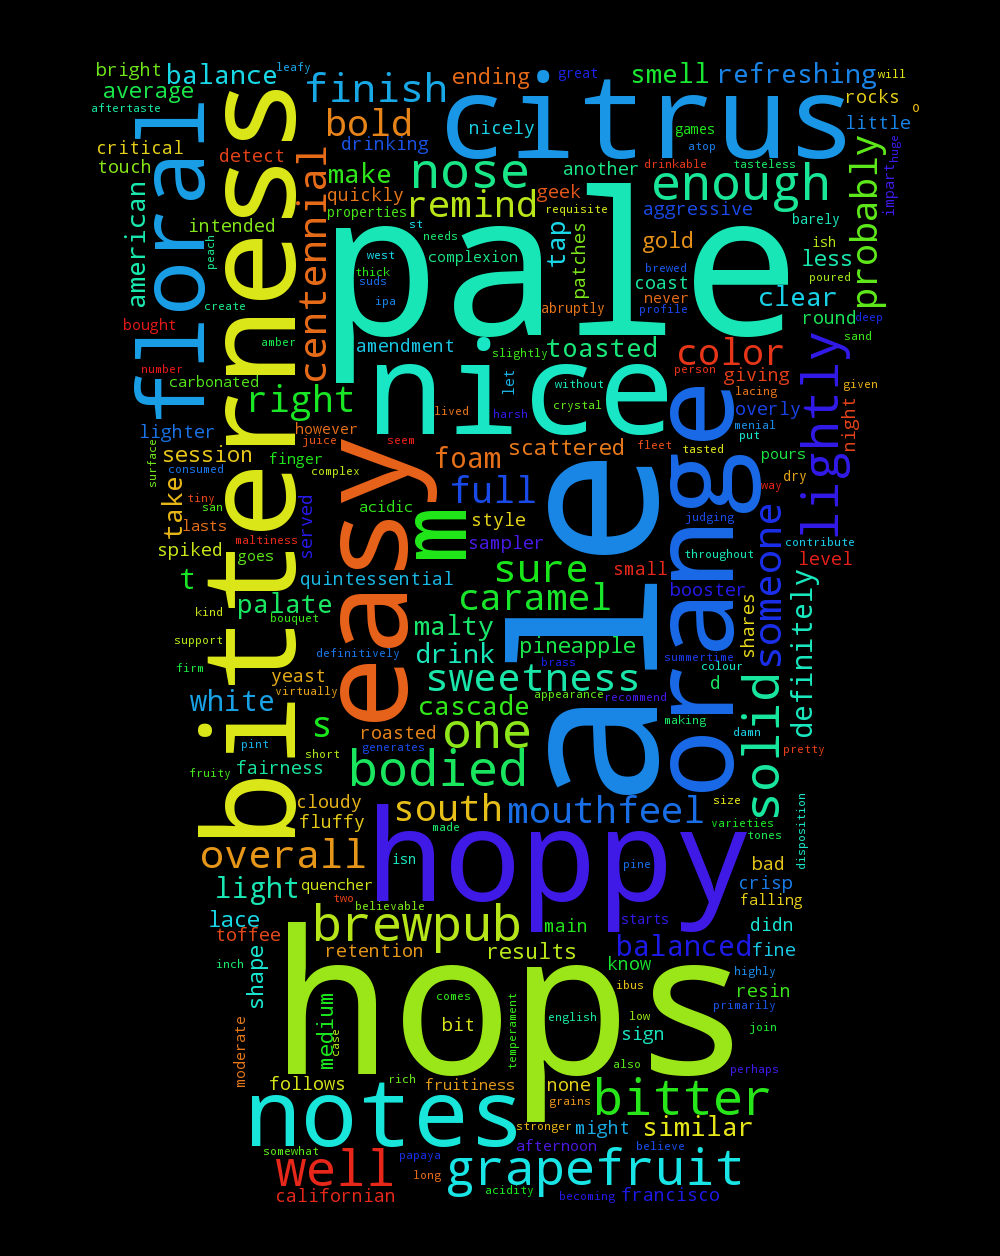 bright
balance
leafy
finish
ending
citrus
great
smell
refreshing
will
average
aftertaste
floral
bitterness
bold
nicely
games
rocks
o
little
critical
touch
detect
drinking
atop
huge
centennial
make
nose
another
drinkable
tasteless
enough
probably
impart
american
intended
quickly
properties
remind
geek
requisite
aggressive
barely
peach
st
needs
tap
patches
gold
ish
less
west
complexion
pale
coast
brewed
poured
thick
suds
ipa
never
profile
clear
create
abruptly
round
deep
bought
amber
amendment
nice
slightly
toasted
color
sand
number
carbonated
let
without
person
giving
lacing
given
lightly
right
lived
harsh
crystal
orange
overly
menial
night
lighter
however
juice
seem
easy
scattered
fleet
put
session
finger
complex
foam
tasted
pours
surface
consumed
full
ale
way
dry
take
tiny
san
lasts
served
acidic
m
style
judging
someone
maltiness
sampler
throughout
contribute
spiked
goes
level
t
quintessential
sure
small
booster
definitely
kind
palate
bouquet
caramel
shares
support
malty
definitively
drink
pineapple
summertime
firm
yeast
brass
colour
virtually
sweetness
appearance
recommend
d
white
s
cascade
making
solid
pint
short
roasted
generates
one
damn
pretty
fruity
fairness
bodied
cloudy
fluffy
south
mouthfeel
size
made
hoppy
varieties
tones
disposition
overall
isn
pine
bad
light
quencher
two
believable
crisp
falling
lace
toffee
brewpub
main
starts
didn
retention
results
balanced
fine
inch
shape
know
highly
hops
ibus
resin
medium
case
comes
temperament
primarily
moderate
bit
english
low
sign
join
follows
rich
fruitiness
none
also
perhaps
notes
grains
bitter
stronger
might
similar
somewhat
afternoon
believe
well
papaya
grapefruit
long
californian
acidity
becoming
francisco